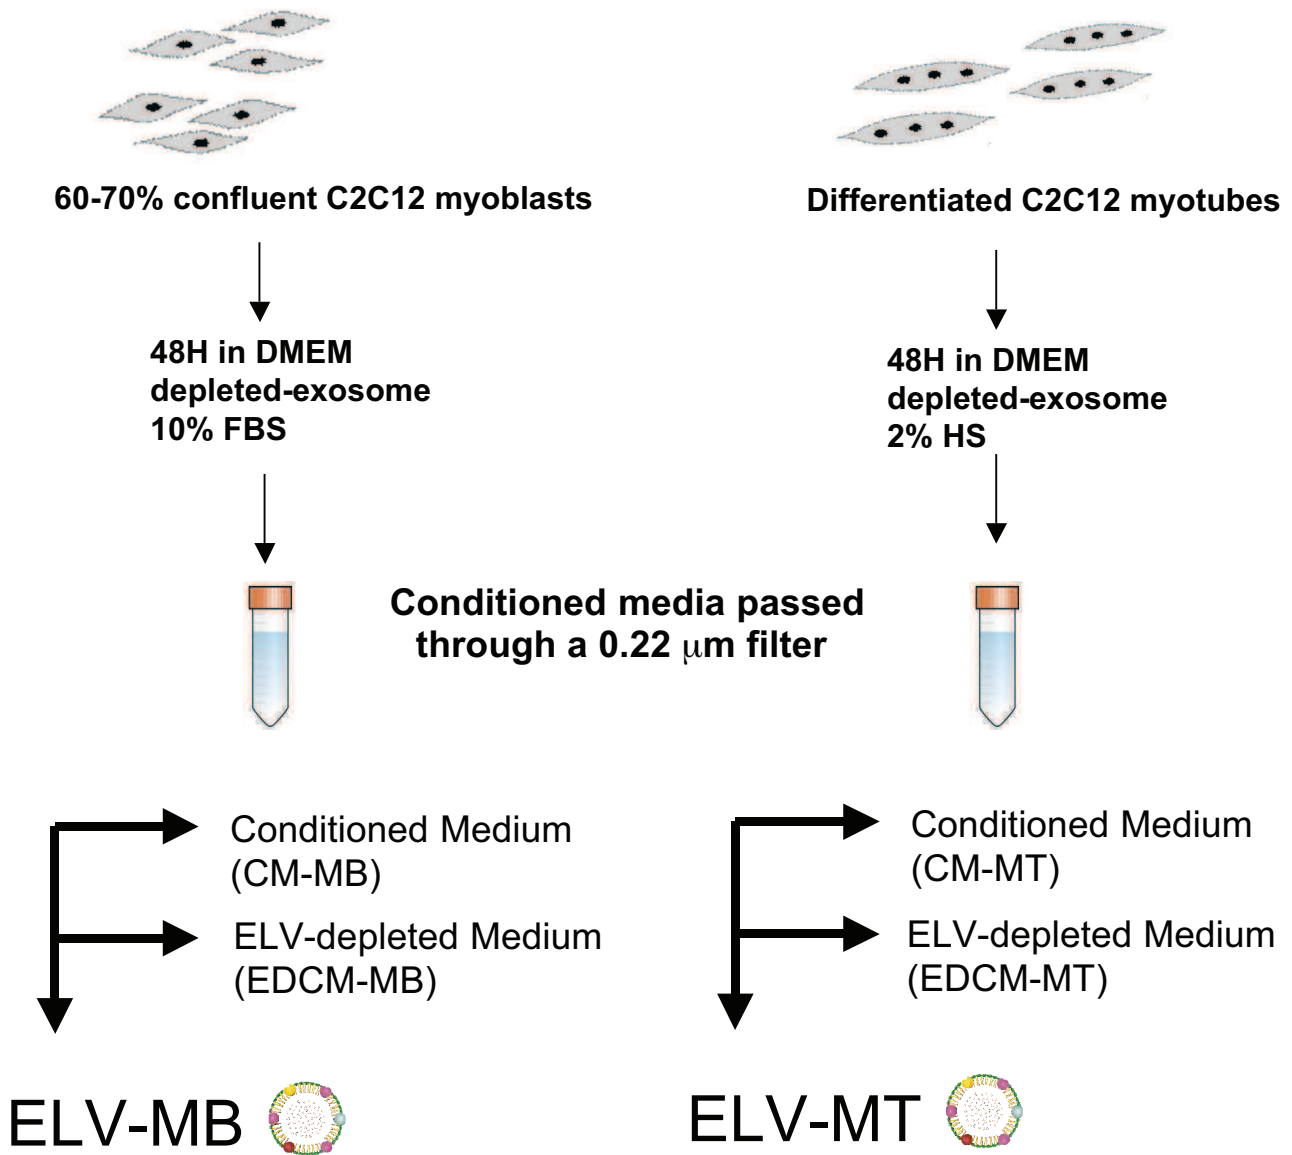 60-70% confluent C2C12 myoblasts
Differentiated C2C12 myotubes
48H in DMEM
depleted-exosome
10% FBS
48H in DMEM
depleted-exosome
2% HS
Conditioned media passed
through a 0.22 μm filter
Conditioned Medium
(CM-MB)
ELV-depleted Medium
(EDCM-MB)
Conditioned Medium
(CM-MT)
ELV-depleted Medium
(EDCM-MT)
ELV-MB
ELV-MT